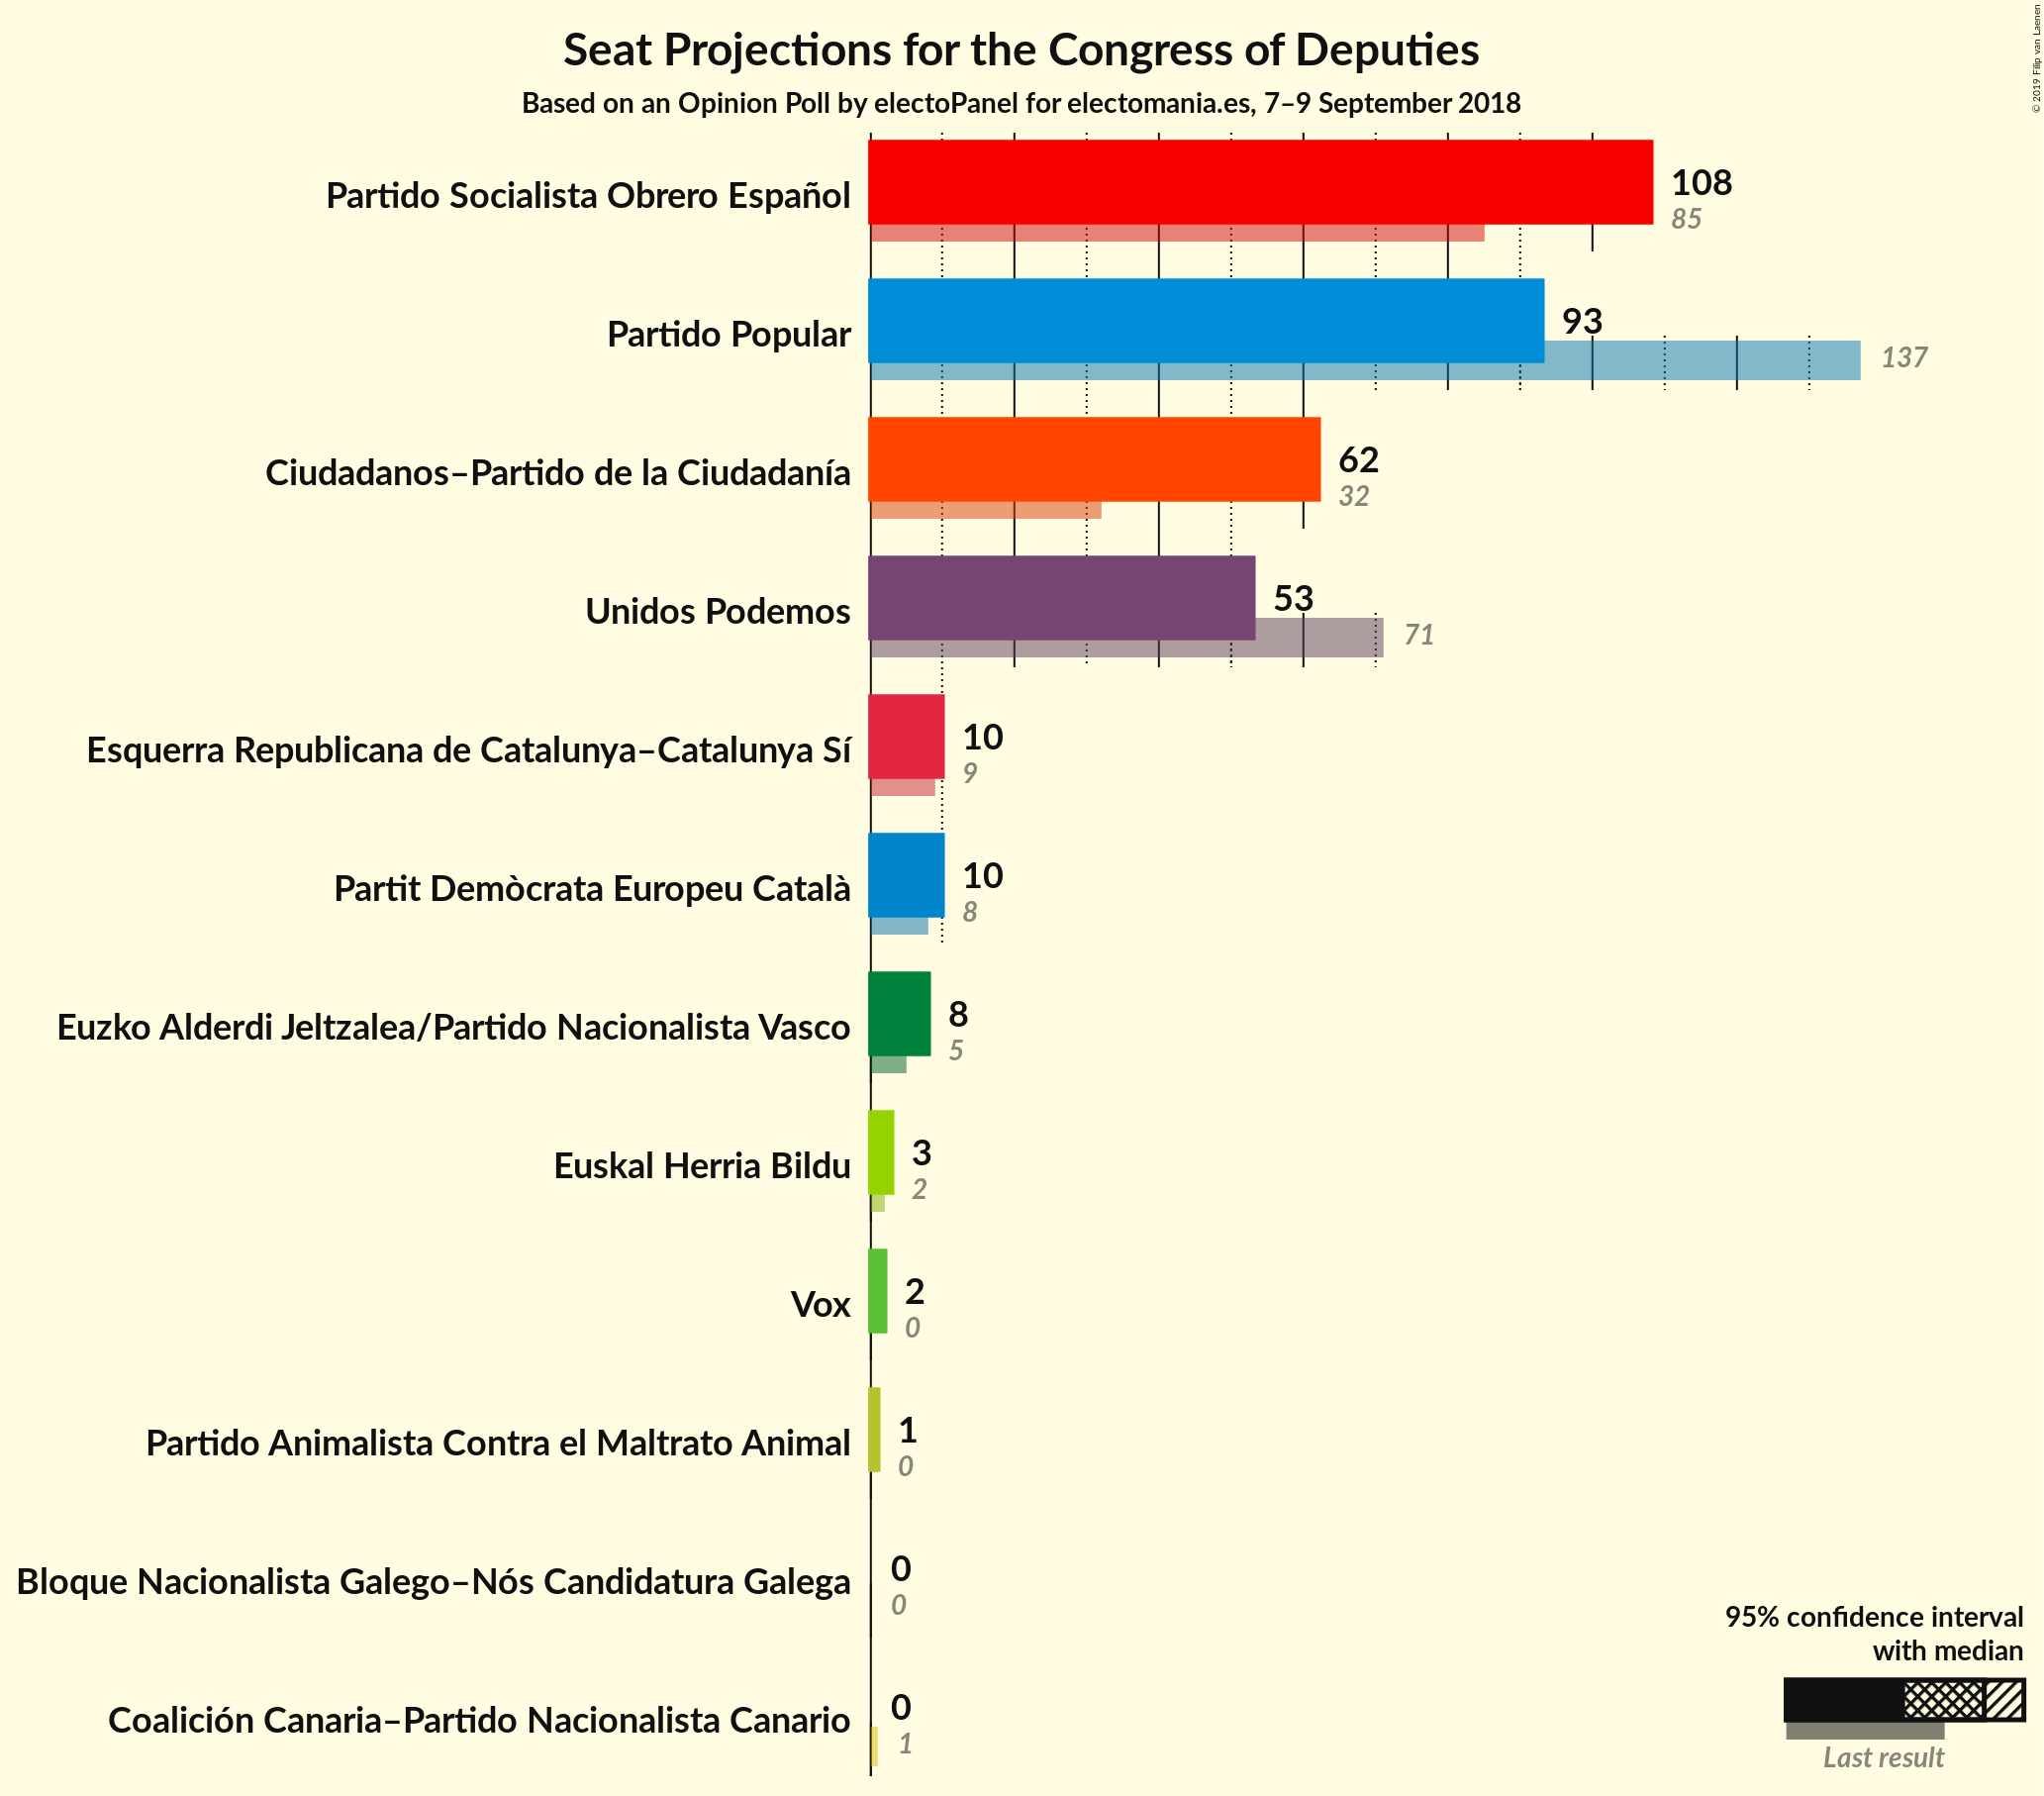 Seat Projections for the Congress of Deputies
Based on an Opinion Poll by electoPanel for electomania.es, 7–9 September 2018
© 2019 Filip van Laenen
Partido Socialista Obrero Español
108
85
Partido Popular
93
137
Ciudadanos–Partido de la Ciudadanía
62
32
Unidos Podemos
53
71
Esquerra Republicana de Catalunya–Catalunya Sí
10
9
Partit Demòcrata Europeu Català
10
8
Euzko Alderdi Jeltzalea/Partido Nacionalista Vasco
8
5
Euskal Herria Bildu
3
2
Vox
2
0
Partido Animalista Contra el Maltrato Animal
1
0
Bloque Nacionalista Galego–Nós Candidatura Galega
0
0
Coalición Canaria–Partido Nacionalista Canario
0
1
95% confidence interval
with median
Last result